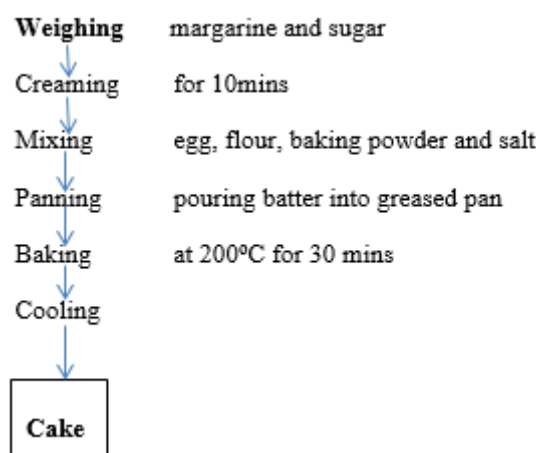 Weighing margarine and sugar
Creaming for 10mins
Mixing egg, flour, baking powder and salt
Panning pouring batter into greased pan
Baking at 200⁰C for 30 mins
Cooling
Cake